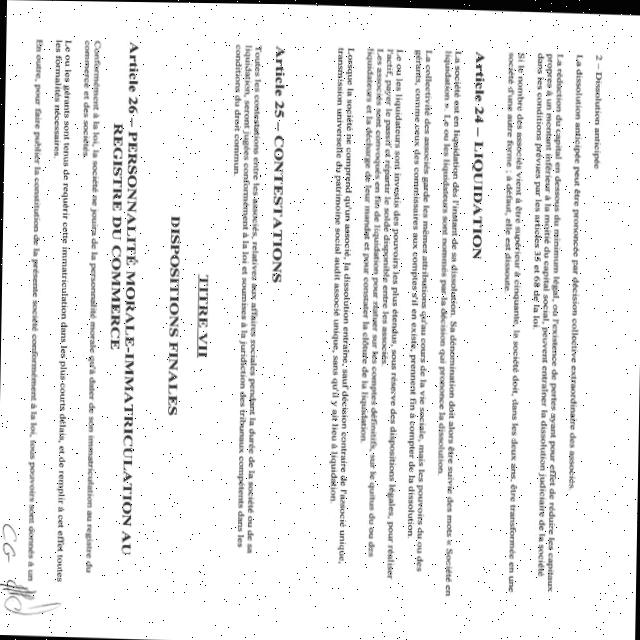 2 – Dissolution anticipée
La dissolution anticipée peut être prononcée par décision collective extraordinaire des associés.
La réduction du capital en dessous du minimum légal, où l'existence de pertes ayant pour effet de réduire les capitaux
propres à un montant inférieur à la moitié du capital social, peuvent entraîner la dissolution judiciaire de la société
dans les conditions prévues par les articles 35 et 68 de la loi.
Si le nombre des associés vient à être supérieur à cinquante, la société doit, dans les deux ans, être transformée en une
société d'une autre forme ; à défaut, elle est dissoute.
Article 24 – LIQUIDATION
La société est en liquidation dès l'instant de sa dissolution. Sa dénomination doit alors être suivie des mots « Société en
liquidation ». Le ou les liquidateurs sont nommés par la décision qui prononce la dissolution.
La collectivité des associés garde les mêmes attributions qu'au cours de la vie sociale, mais les pouvoirs du ou des
gérants, comme ceux des commissaires aux comptes s'il en existe, prennent fin à compter de la dissolution.
Le ou les liquidateurs sont investis des pouvoirs les plus étendus, sous réserve des dispositions légales, pour réaliser
l'actif, payer le passif et répartir le solde disponible entre les associés.
Les associés sont convoqués en fin de liquidation pour statuer sur les comptes définitifs, sur le quitus du ou des
liquidateurs et la décharge de leur mandat et pour constater la clôture de la liquidation.
Lorsque la société ne comprend qu'un associé, la dissolution entraîne, sauf décision contraire de l'associé unique,
transmission universelle du patrimoine social audit associé unique, sans qu'il y ait lieu à liquidation.
Article 25 – CONTESTATIONS
Toutes les contestations entre les associés, relatives aux affaires sociales pendant la durée de la société ou de sa
liquidation, seront jugées conformément à la loi et soumises à la juridiction des tribunaux compétents dans les
conditions du droit commun.
TITRE VII
DISPOSITIONS FINALES
Article 26 – PERSONNALITÉ MORALE-IMMATRICULATION AU
REGISTRE DU COMMERCE
Conformément à la loi, la société ne jouira de la personnalité morale qu'à dater de son immatriculation au registre du
commerce et des sociétés.
Le ou les gérants sont tenus de requérir cette immatriculation dans les plus courts délais, et de remplir à cet effet toutes
les formalités nécessaires.
En outre, pour faire publier la constitution de la présente société conformément à la loi, tous pouvoirs sont donnés à un
CG